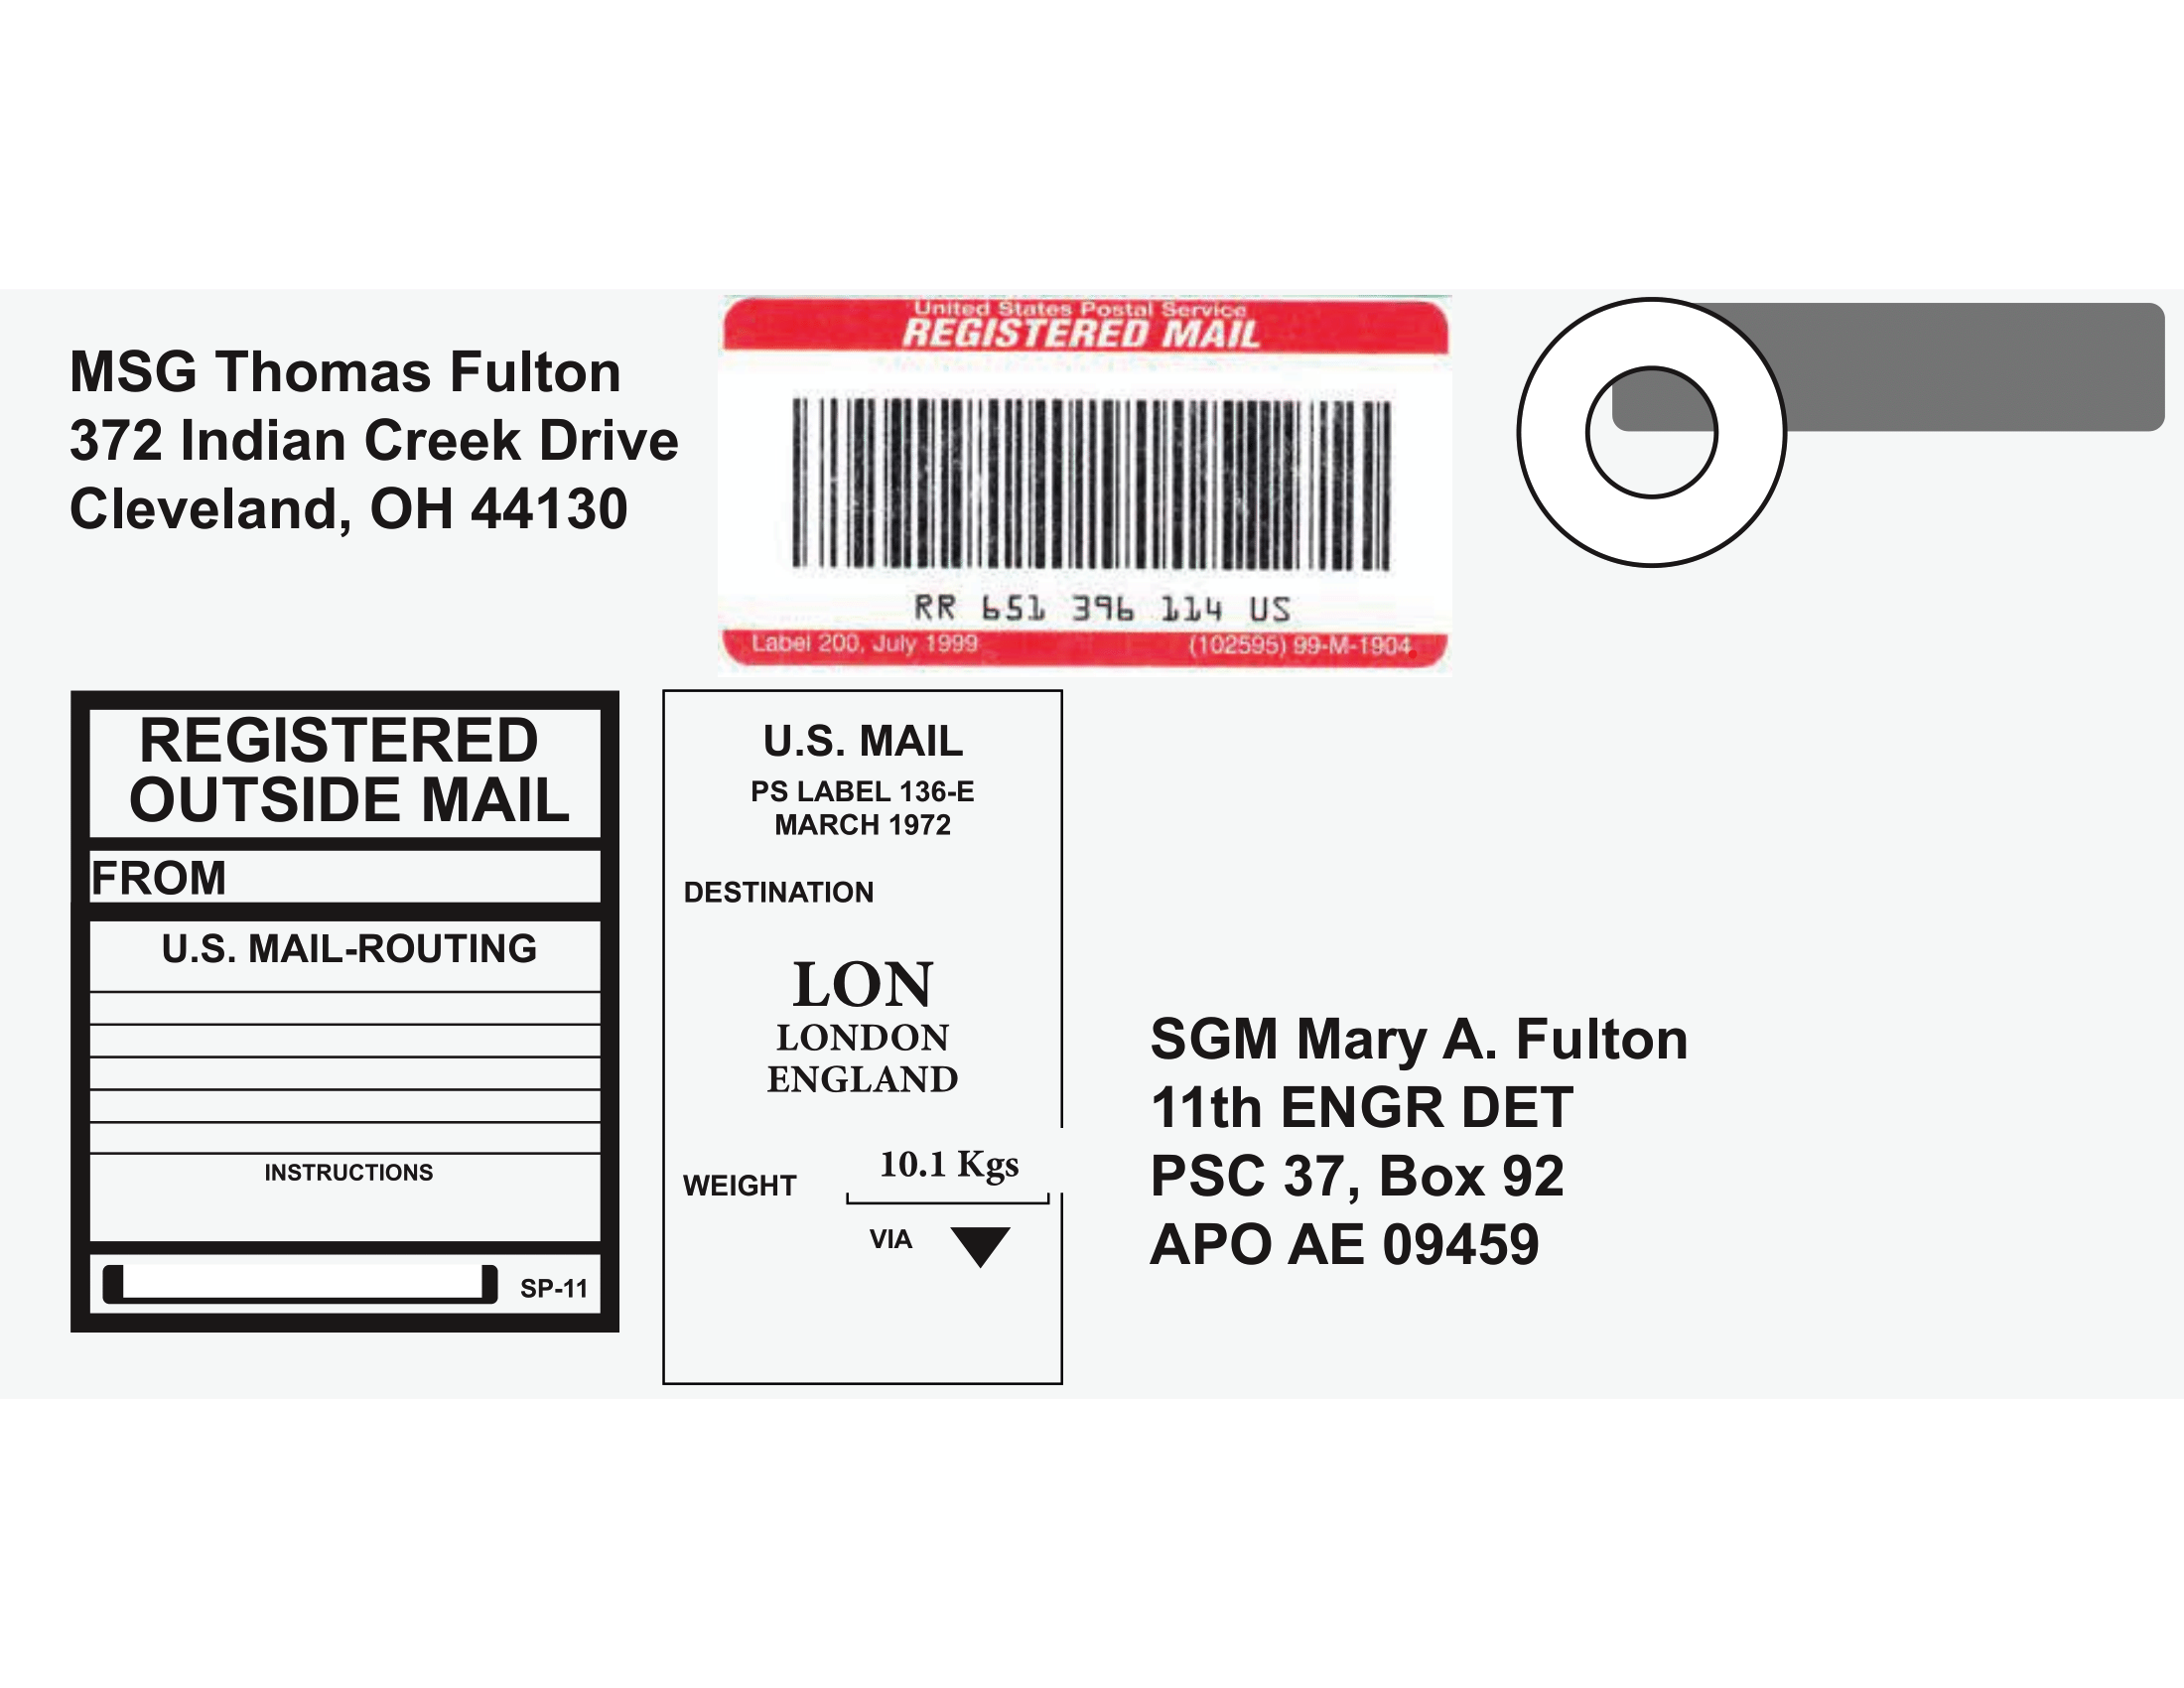 MSG Thomas Fulton
372 Indian Creek Drive
Cleveland, OH 44130
United States Postal Service
REGISTERED MAIL
RR 651 396 114 US
Label 200, July 1999 (102595) 99-M-1904
REGISTERED
OUTSIDE MAIL
FROM
U.S. MAIL-ROUTING
INSTRUCTIONS
SP-11
U.S. MAIL
PS LABEL 136-E
MARCH 1972
DESTINATION
LON
LONDON
ENGLAND
WEIGHT 10.1 Kgs
VIA
SGM Mary A. Fulton
11th ENGR DET
PSC 37, Box 92
APO AE 09459